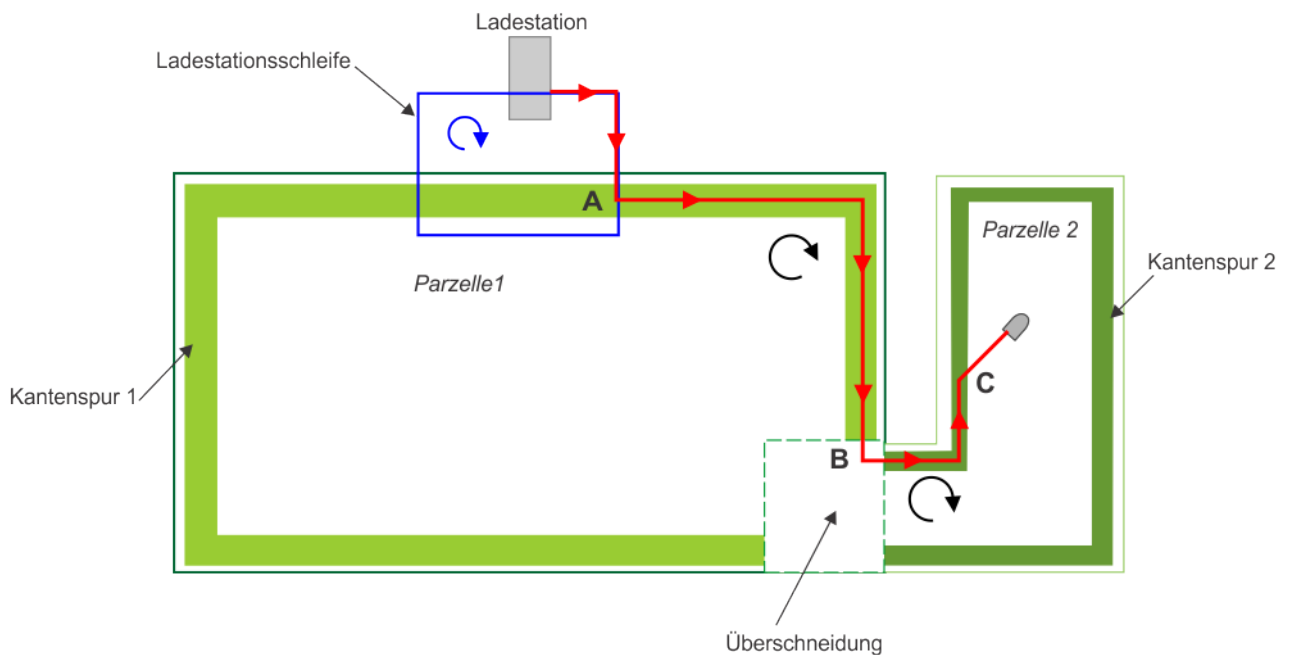 Ladestation
Ladestationsschleife
A
Parzelle 2
Kantenspur 2
Parzelle1
C
Kantenspur 1
B
Überschneidung